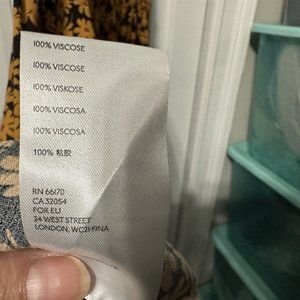 100% VISCOSE
100% VISCOSE
100% VISKOSE
100% VISCOSA
100% VISCOSA
100% 粘胶
RN 66170
CA 32054
FOR EU
24 WEST STREET
LONDON, WC2H9NA